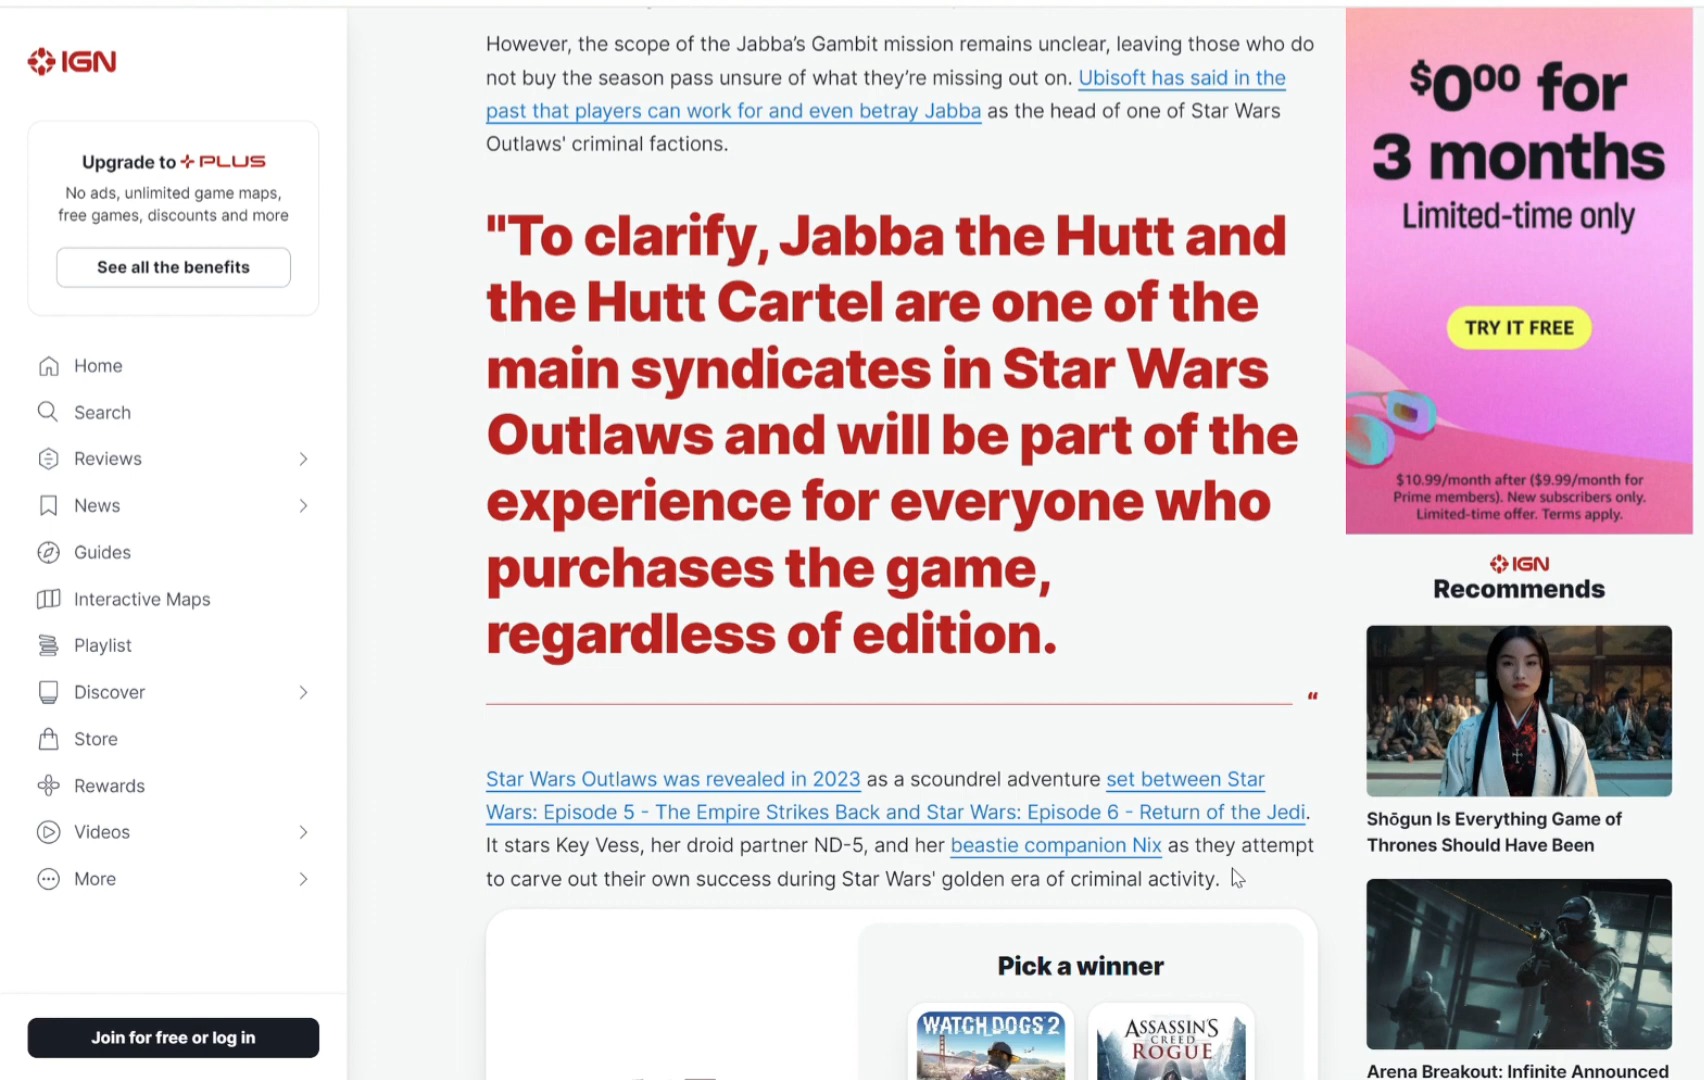 IGN
Upgrade to PLUS
No ads, unlimited game maps,
free games, discounts and more
See all the benefits
Home
Search
Reviews
News
Guides
Interactive Maps
Playlist
Discover
Store
Rewards
Videos
More
Join for free or log in
However, the scope of the Jabba’s Gambit mission remains unclear, leaving those who do
not buy the season pass unsure of what they’re missing out on. Ubisoft has said in the
past that players can work for and even betray Jabba as the head of one of Star Wars
Outlaws' criminal factions.
"To clarify, Jabba the Hutt and
the Hutt Cartel are one of the
main syndicates in Star Wars
Outlaws and will be part of the
experience for everyone who
purchases the game,
regardless of edition.
“
Star Wars Outlaws was revealed in 2023 as a scoundrel adventure set between Star
Wars: Episode 5 - The Empire Strikes Back and Star Wars: Episode 6 - Return of the Jedi.
It stars Key Vess, her droid partner ND-5, and her beastie companion Nix as they attempt
to carve out their own success during Star Wars' golden era of criminal activity.
Pick a winner
WATCH DOGS 2
ASSASSIN'S
CREED
ROGUE
$000 for
3 months
Limited-time only
TRY IT FREE
$10.99/month after ($9.99/month for
Prime members). New subscribers only.
Limited-time offer. Terms apply.
IGN
Recommends
Shōgun Is Everything Game of
Thrones Should Have Been
Arena Breakout: Infinite Announced